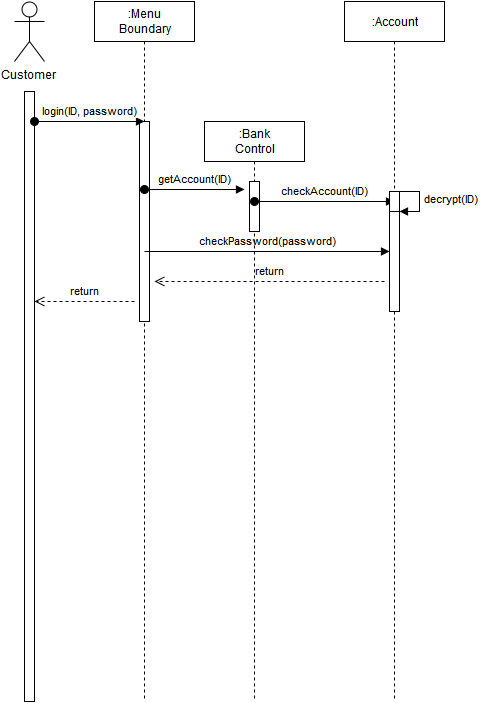 :Menu
Boundary
:Account
Customer
login(ID, password)
:Bank
Control
getAccount(ID)
checkAccount(ID)
decrypt(ID)
checkPassword(password)
return
return